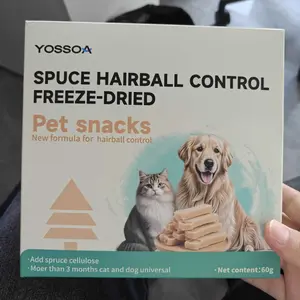 YOSSOA
SPUCE HAIRBALL CONTROL
FREEZE-DRIED
Pet snacks
New formula for hairball control
·Add spruce cellulose
·Moer than 3 months cat and dog universal
·Net content:60g